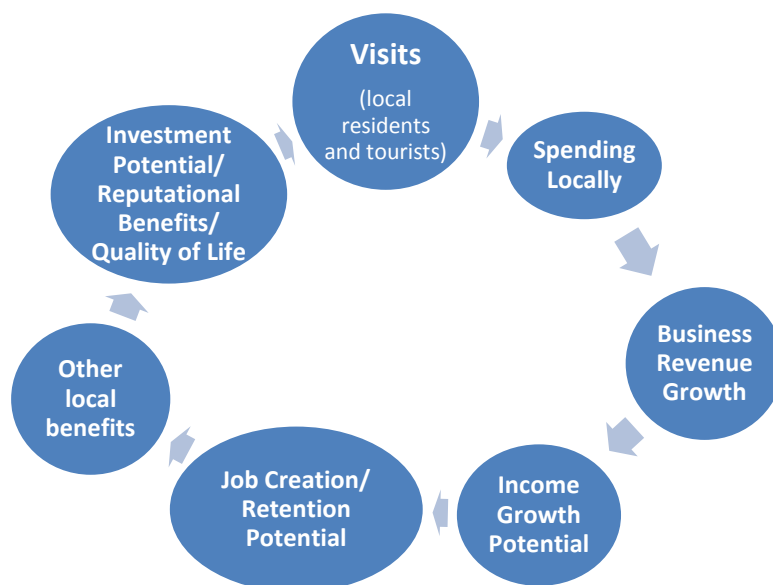 Visits
(local
residents
and tourists)
Spending
Locally
Business
Revenue
Growth
Income
Growth
Potential
Job Creation/
Retention
Potential
Other
local
benefits
Investment
Potential/
Reputational
Benefits/
Quality of Life